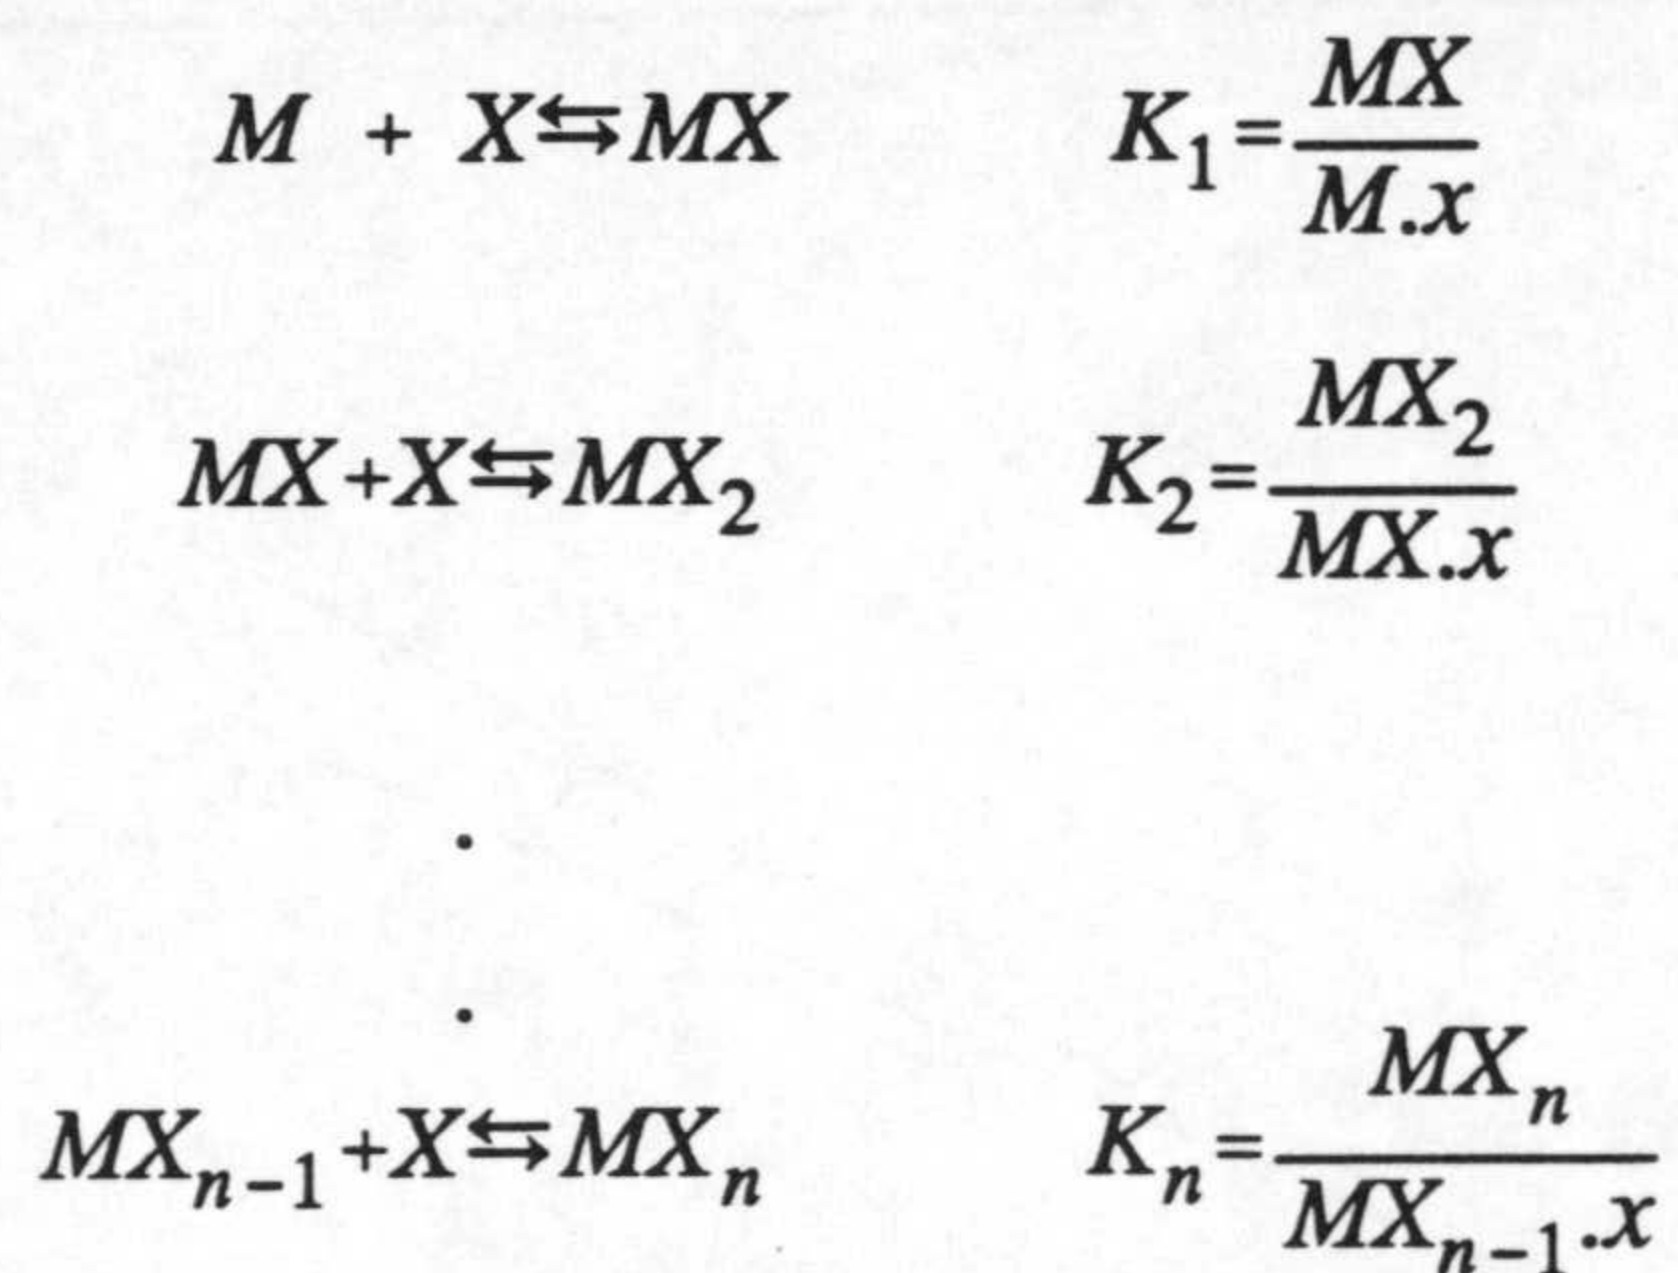 M + X⇆MX K₁=MX/M.x
MX+X⇆MX₂ K₂=MX₂/MX.x
.
.
MXₙ₋₁+X⇆MXₙ Kₙ=MXₙ/MXₙ₋₁.x